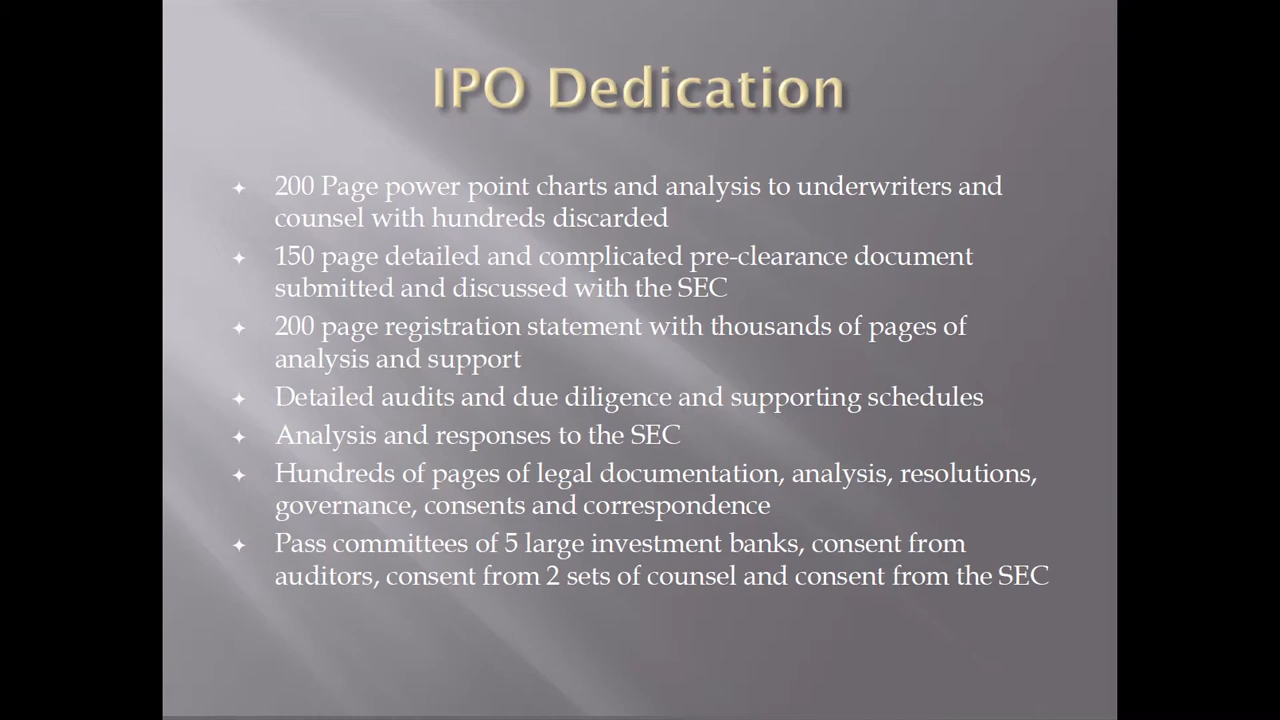 IPO Dedication
200 Page power point charts and analysis to underwriters and
counsel with hundreds discarded
150 page detailed and complicated pre-clearance document
submitted and discussed with the SEC
200 page registration statement with thousands of pages of
analysis and support
Detailed audits and due diligence and supporting schedules
Analysis and responses to the SEC
Hundreds of pages of legal documentation, analysis, resolutions,
governance, consents and correspondence
Pass committees of 5 large investment banks, consent from
auditors, consent from 2 sets of counsel and consent from the SEC